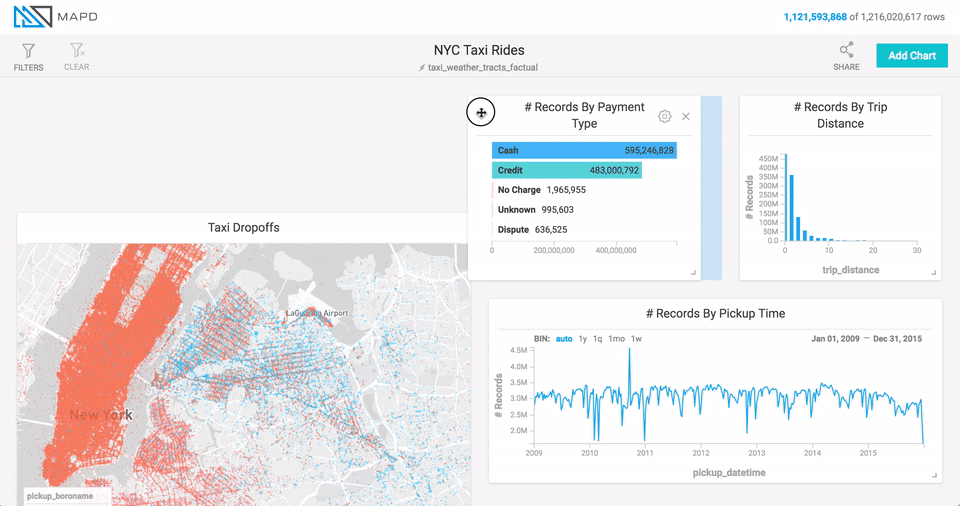 MAPD
1,121,593,868 of 1,216,020,617 rows
FILTERS
CLEAR
NYC Taxi Rides
taxi_weather_tracts_factual
SHARE
Add Chart
# Records By Payment
Type
Cash 595,246,828
Credit 483,000,792
No Charge 1,965,955
Unknown 995,603
Dispute 636,525
0 200,000,000 400,000,000
# Records By Trip
Distance
# Records
450M
400M
350M
300M
250M
200M
150M
100M
50M
0.0
0 10 20 30
trip_distance
Taxi Dropoffs
LaGuardia Airport
New York
pickup_boroname
# Records By Pickup Time
BIN: auto 1y 1q 1mo 1w
Jan 01, 2009 — Dec 31, 2015
# Records
4.5M
4.0M
3.5M
3.0M
2.5M
2.0M
2009 2010 2011 2012 2013 2014 2015
pickup_datetime